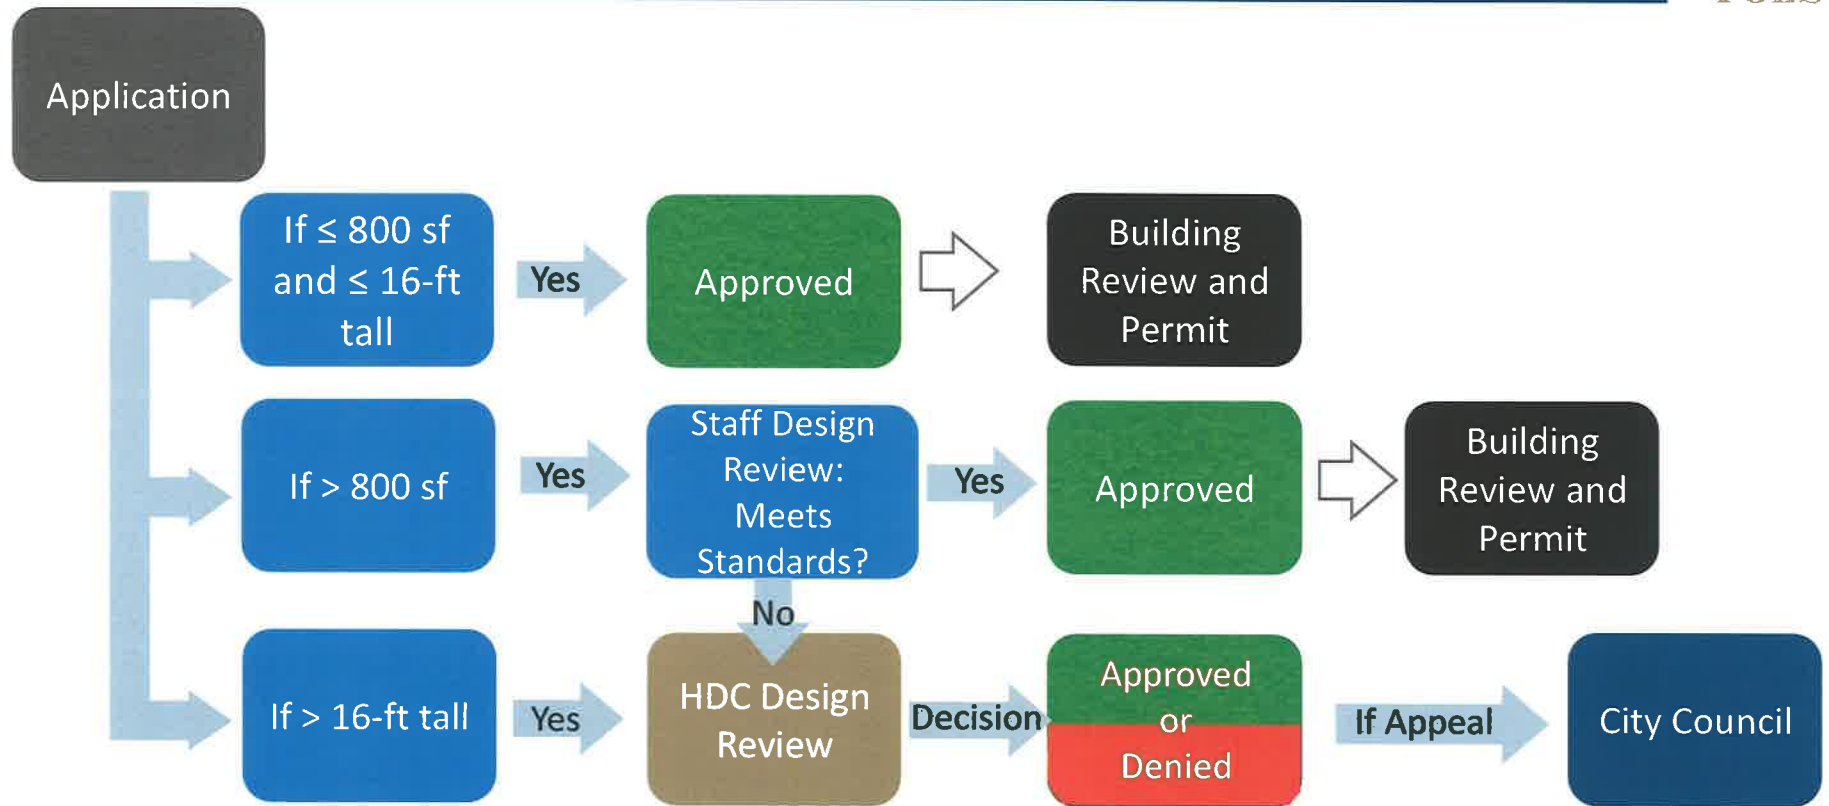 Application
If ≤ 800 sf
and ≤ 16-ft
tall
Yes
Approved
Building
Review and
Permit
If > 800 sf
Yes
Staff Design
Review:
Meets
Standards?
Yes
Approved
Building
Review and
Permit
No
If > 16-ft tall
Yes
HDC Design
Review
Decision
Approved
or
Denied
If Appeal
City Council